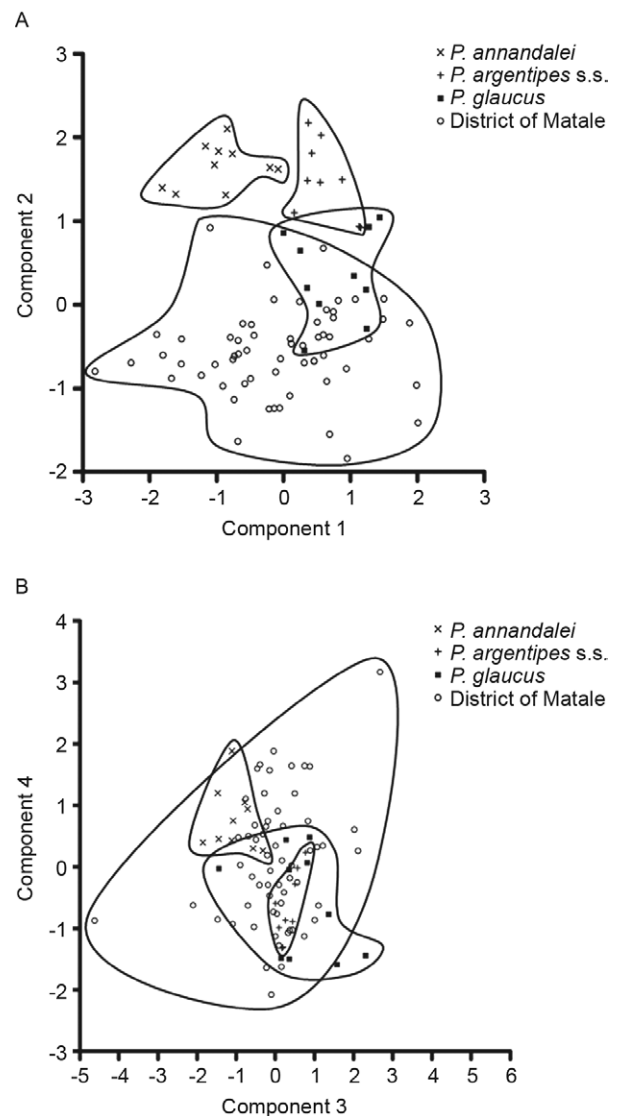 A
3
2
1
0
-1
-2
-3
-2
-1
0
1
2
3
Component 2
Component 1
× P. annandalei
+ P. argentipes s.s.
■ P. glaucus
○ District of Matale
B
4
3
2
1
0
-1
-2
-3
-5
-4
-3
-2
-1
0
1
2
3
4
5
6
Component 4
Component 3
× P. annandalei
+ P. argentipes s.s.
■ P. glaucus
○ District of Matale